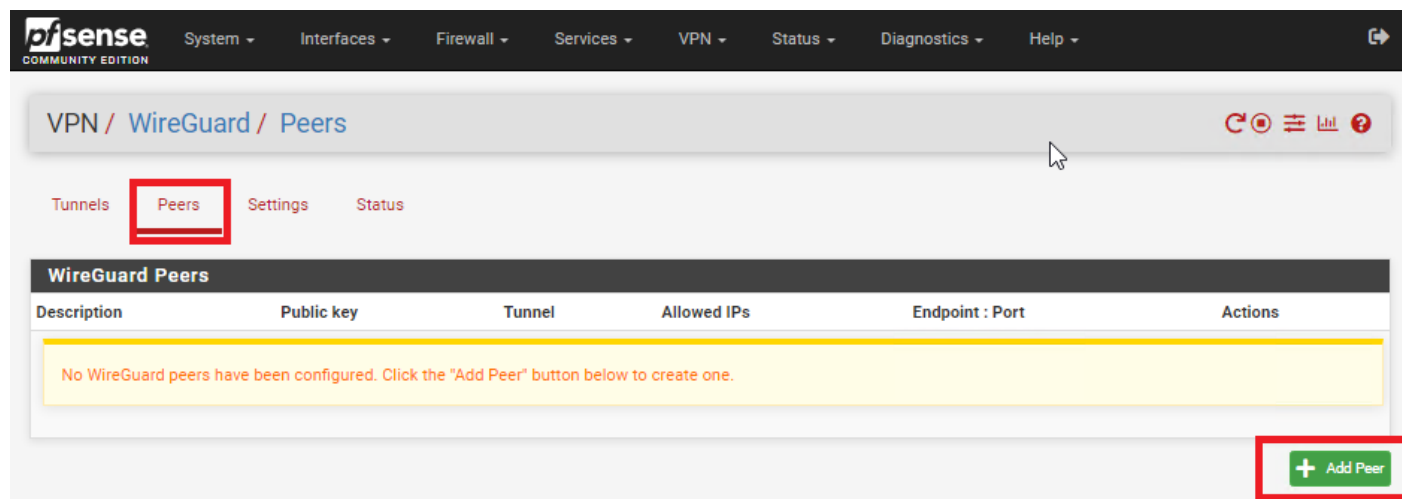 pfsense System Interfaces Firewall Services VPN Status Diagnostics Help
COMMUNITY EDITION
VPN / WireGuard / Peers
Tunnels Peers Settings Status
WireGuard Peers
Description Public key Tunnel Allowed IPs Endpoint : Port Actions
No WireGuard peers have been configured. Click the "Add Peer" button below to create one.
Add Peer